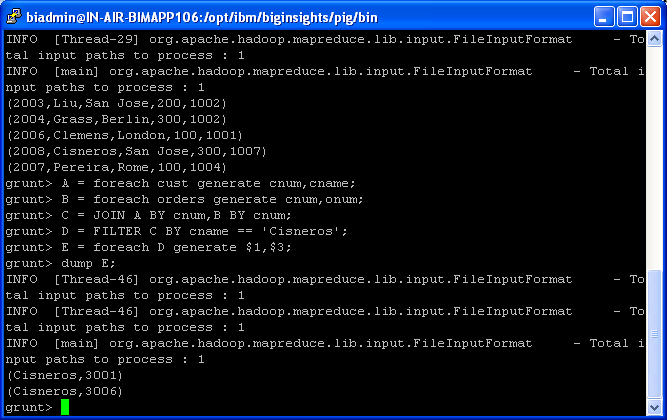 biadmin@IN-AIR-BIMAPP106:/opt/ibm/biginsights/pig/bin
INFO  [Thread-29] org.apache.hadoop.mapreduce.lib.input.FileInputFormat     - To
tal input paths to process : 1
INFO  [main] org.apache.hadoop.mapreduce.lib.input.FileInputFormat     - Total i
nput paths to process : 1
(2003,Liu,San Jose,200,1002)
(2004,Grass,Berlin,300,1002)
(2006,Clemens,London,100,1001)
(2008,Cisneros,San Jose,300,1007)
(2007,Pereira,Rome,100,1004)
grunt> A = foreach cust generate cnum,cname;
grunt> B = foreach orders generate cnum,onum;
grunt> C = JOIN A BY cnum,B BY cnum;
grunt> D = FILTER C BY cname == 'Cisneros';
grunt> E = foreach D generate $1,$3;
grunt> dump E;
INFO  [Thread-46] org.apache.hadoop.mapreduce.lib.input.FileInputFormat     - To
tal input paths to process : 1
INFO  [Thread-46] org.apache.hadoop.mapreduce.lib.input.FileInputFormat     - To
tal input paths to process : 1
INFO  [main] org.apache.hadoop.mapreduce.lib.input.FileInputFormat     - Total i
nput paths to process : 1
(Cisneros,3001)
(Cisneros,3006)
grunt>